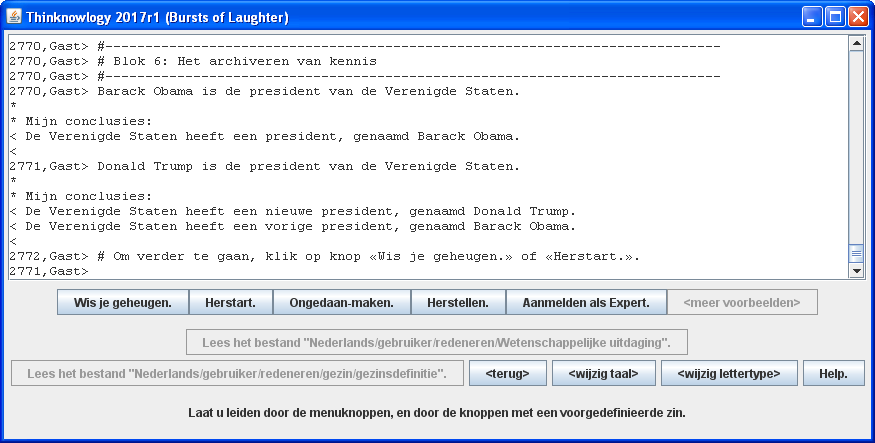 Thinknowlogy 2017r1 (Bursts of Laughter)
2770,Gast> #-------------------------------------------------------------------------------
2770,Gast> # Blok 6: Het archiveren van kennis
2770,Gast> #-------------------------------------------------------------------------------
2770,Gast> Barack Obama is de president van de Verenigde Staten.
*
* Mijn conclusies:
< De Verenigde Staten heeft een president, genaamd Barack Obama.
<
2771,Gast> Donald Trump is de president van de Verenigde Staten.
*
* Mijn conclusies:
< De Verenigde Staten heeft een nieuwe president, genaamd Donald Trump.
< De Verenigde Staten heeft een vorige president, genaamd Barack Obama.
<
2772,Gast> # Om verder te gaan, klik op knop «Wis je geheugen.» of «Herstart.».
2771,Gast>
Wis je geheugen. Herstart. Ongedaan-maken. Herstellen. Aanmelden als Expert. <meer voorbeelden>
Lees het bestand "Nederlands/gebruiker/redeneren/Wetenschappelijke uitdaging".
Lees het bestand "Nederlands/gebruiker/redeneren/gezin/gezinsdefinitie". <terug> <wijzig taal> <wijzig lettertype> Help.
Laat u leiden door de menuknoppen, en door de knoppen met een voorgedefinieerde zin.